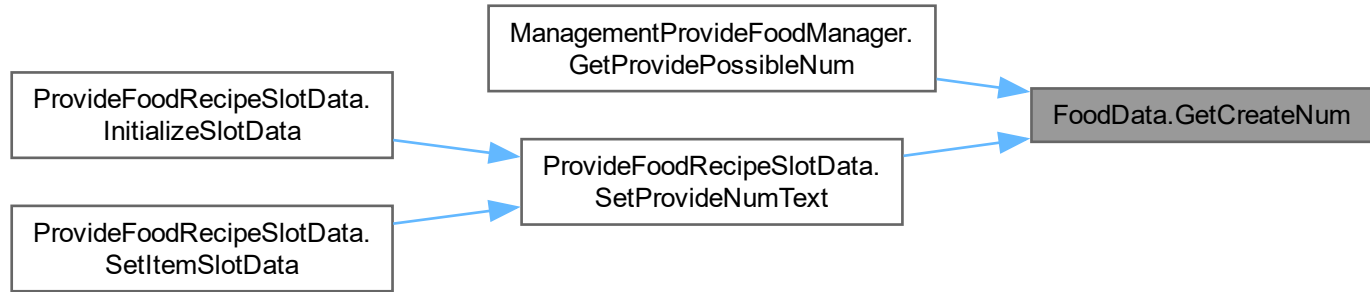 ManagementProvideFoodManager.
GetProvidePossibleNum
ProvideFoodRecipeSlotData.
InitializeSlotData
FoodData.GetCreateNum
ProvideFoodRecipeSlotData.
SetProvideNumText
ProvideFoodRecipeSlotData.
SetItemSlotData